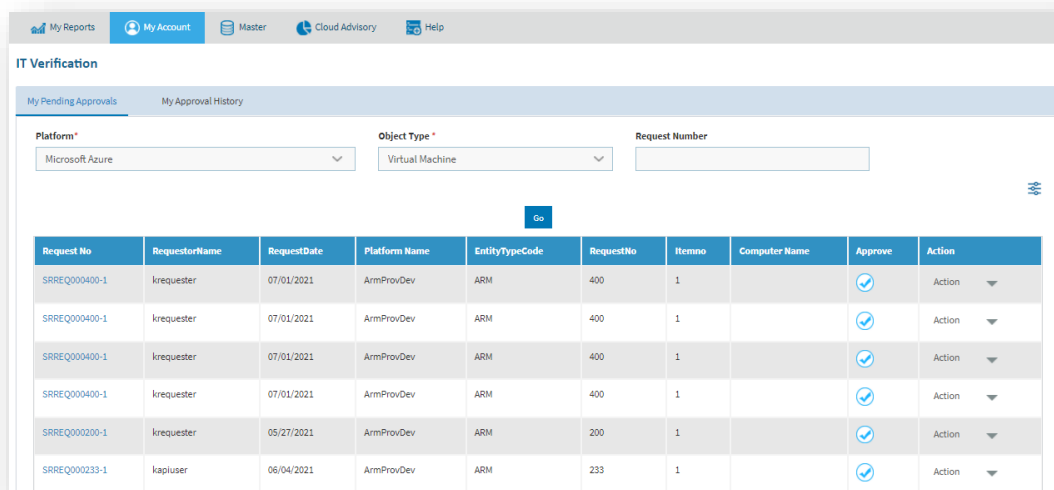 My Reports My Account Master Cloud Advisory Help
IT Verification
My Pending Approvals My Approval History
Platform* Object Type * Request Number
Microsoft Azure Virtual Machine
Go
Request No RequestorName RequestDate Platform Name EntityTypeCode RequestNo Itemno Computer Name Approve Action
SRREQ000400-1 krequester 07/01/2021 ArmProvDev ARM 400 1 Action
SRREQ000400-1 krequester 07/01/2021 ArmProvDev ARM 400 1 Action
SRREQ000400-1 krequester 07/01/2021 ArmProvDev ARM 400 1 Action
SRREQ000400-1 krequester 07/01/2021 ArmProvDev ARM 400 1 Action
SRREQ000200-1 krequester 05/27/2021 ArmProvDev ARM 200 1 Action
SRREQ000233-1 kapiuser 06/04/2021 ArmProvDev ARM 233 1 Action